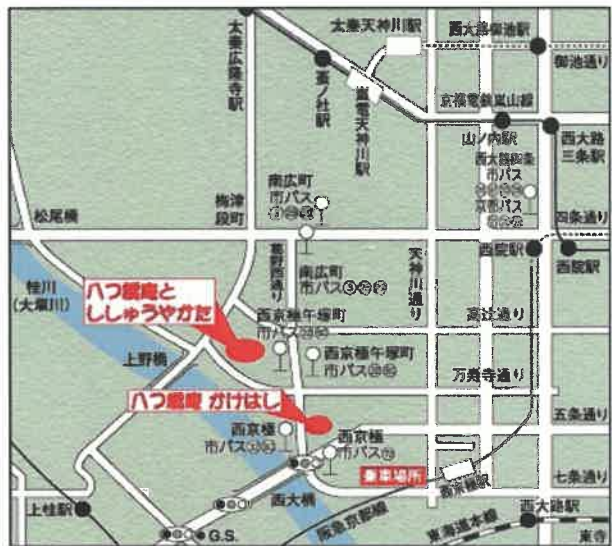 太秦天神川駅
西大路御池駅
御池通り
太秦広隆寺駅
蚕ノ社駅
嵐電天神川駅
京福電鉄嵐山線
山ノ内駅
西大路三条駅
西大路四条
市バス
京都バス
南広町
市バス
梅津段町
松尾橋
四条通り
西院駅
西院駅
葛野西通り
南広町
市バス
天神川通り
桂川
(大堰川)
八つ橋庵と
ししゅうやかた
西京極午塚町
市バス
高辻通り
上野橋
西京極午塚町
市バス
万寿寺通り
八つ橋庵 かけはし
五条通り
西京極
市バス
西京極
市バス
乗車場所
西京極駅
七条通り
上桂駅
西大橋
G.S.
阪急京都線
東海道本線
西大路駅
東寺